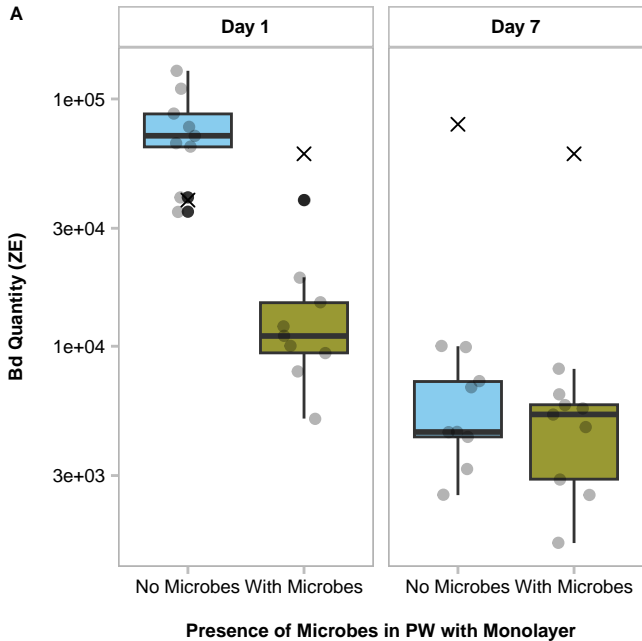 A
Day 1
Day 7
Bd Quantity (ZE)
1e+05
3e+04
1e+04
3e+03
No Microbes With Microbes
No Microbes With Microbes
Presence of Microbes in PW with Monolayer